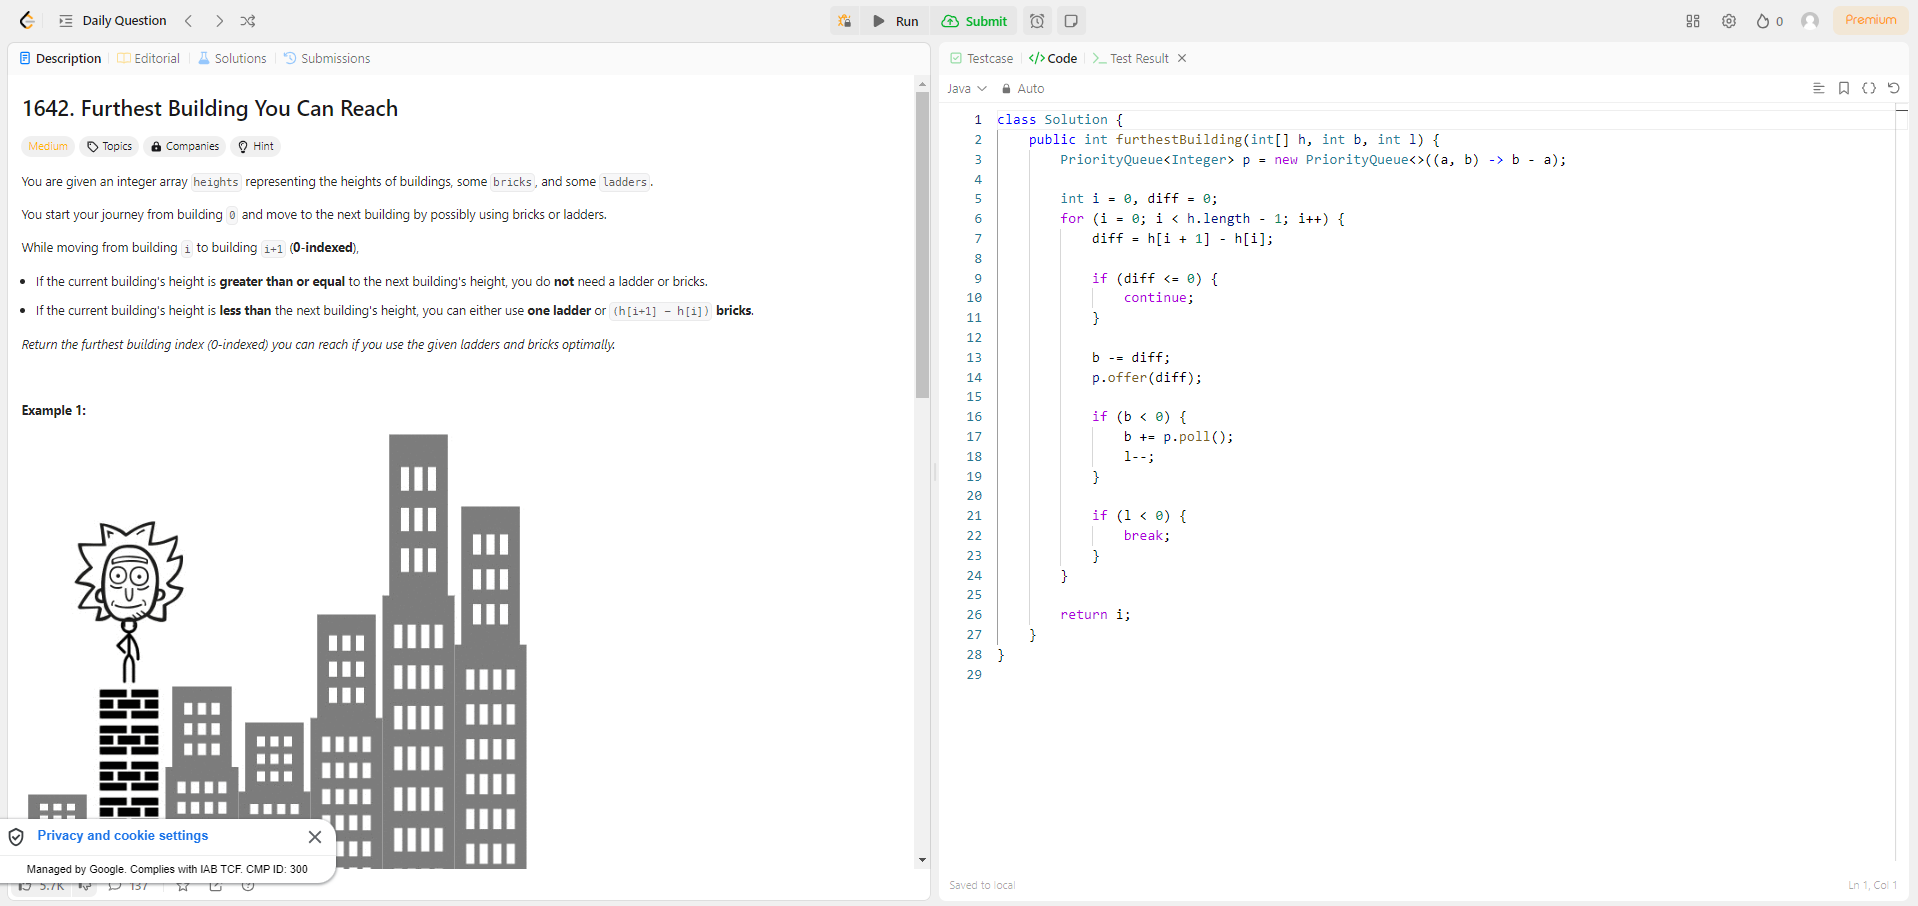 Daily Question
Run
Submit
0
Premium
Description
Editorial
Solutions
Submissions
1642. Furthest Building You Can Reach
Medium
Topics
Companies
Hint
You are given an integer array heights representing the heights of buildings, some bricks, and some ladders.
You start your journey from building 0 and move to the next building by possibly using bricks or ladders.
While moving from building i to building i+1 (0-indexed),
• If the current building's height is greater than or equal to the next building's height, you do not need a ladder or bricks.
• If the current building's height is less than the next building's height, you can either use one ladder or (h[i+1] - h[i]) bricks.
Return the furthest building index (0-indexed) you can reach if you use the given ladders and bricks optimally.
Example 1:
Privacy and cookie settings
Managed by Google. Complies with IAB TCF. CMP ID: 300
5.7K
137
Testcase
</>Code
Test Result
Java
Auto
1 class Solution {
2 public int furthestBuilding(int[] h, int b, int l) {
3 PriorityQueue<Integer> p = new PriorityQueue<>((a, b) -> b - a);
4
5 int i = 0, diff = 0;
6 for (i = 0; i < h.length - 1; i++) {
7 diff = h[i + 1] - h[i];
8
9 if (diff <= 0) {
10 continue;
11 }
12
13 b -= diff;
14 p.offer(diff);
15
16 if (b < 0) {
17 b += p.poll();
18 l--;
19 }
20
21 if (l < 0) {
22 break;
23 }
24 }
25
26 return i;
27 }
28 }
29
Saved to local
Ln 1, Col 1